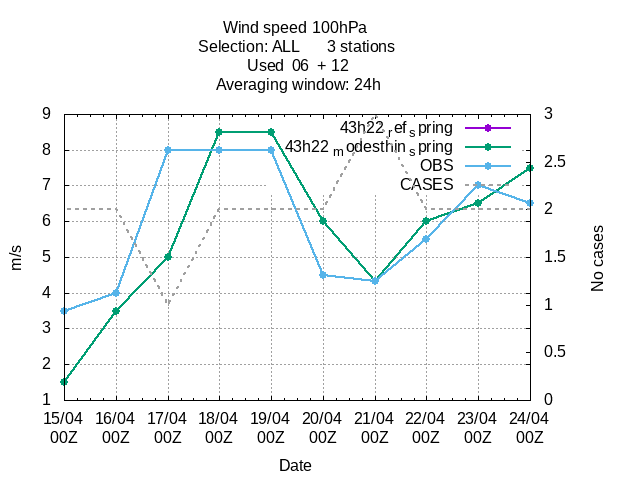 Wind speed 100hPa
Selection: ALL 3 stations
Used 06 + 12
Averaging window: 24h
9
8
7
6
5
4
3
2
1
m/s
3
2.5
2
1.5
1
0.5
0
No cases
43h22_ref_spring
43h22_modesthin_spring
OBS
CASES
15/04 16/04 17/04 18/04 19/04 20/04 21/04 22/04 23/04 24/04
00Z 00Z 00Z 00Z 00Z 00Z 00Z 00Z 00Z 00Z
Date